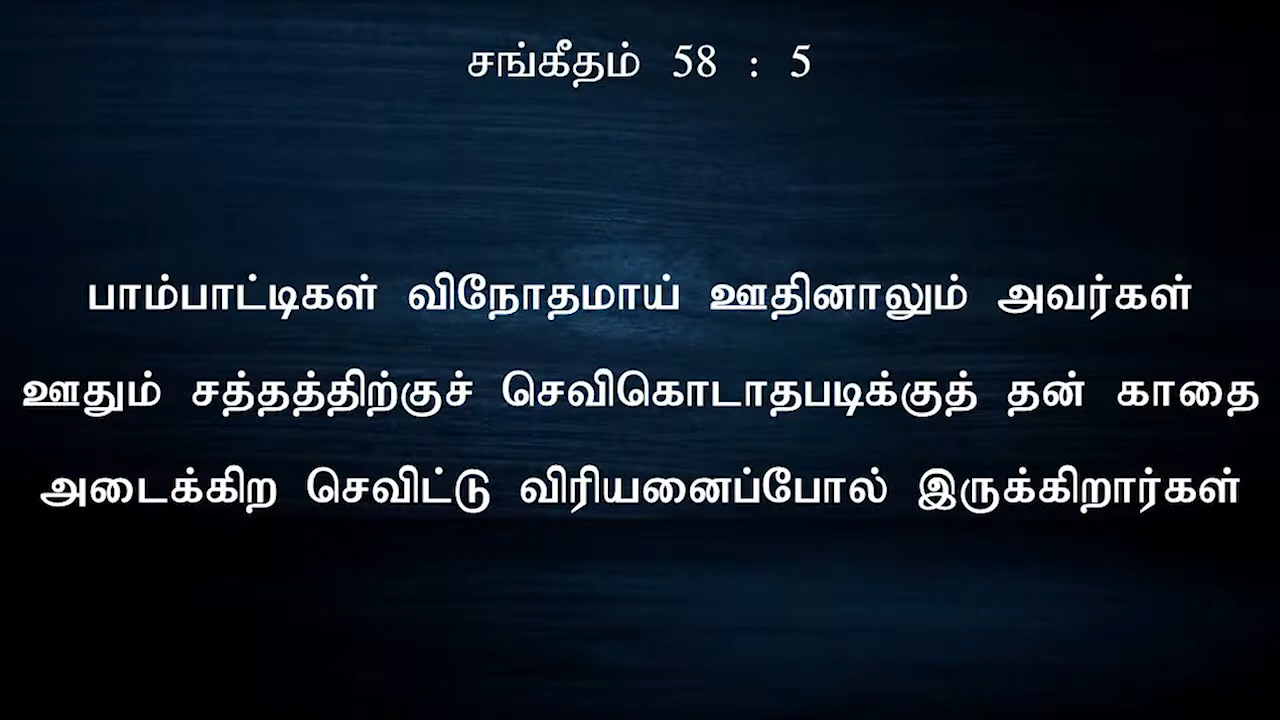 சங்கீதம் 58 : 5
பாம்பாட்டிகள் விநோதமாய் ஊதினாலும் அவர்கள்
ஊதும் சத்தத்திற்குச் செவிகொடாதபடிக்குத் தன் காதை
அடைக்கிற செவிட்டு விரியனைப்போல் இருக்கிறார்கள்